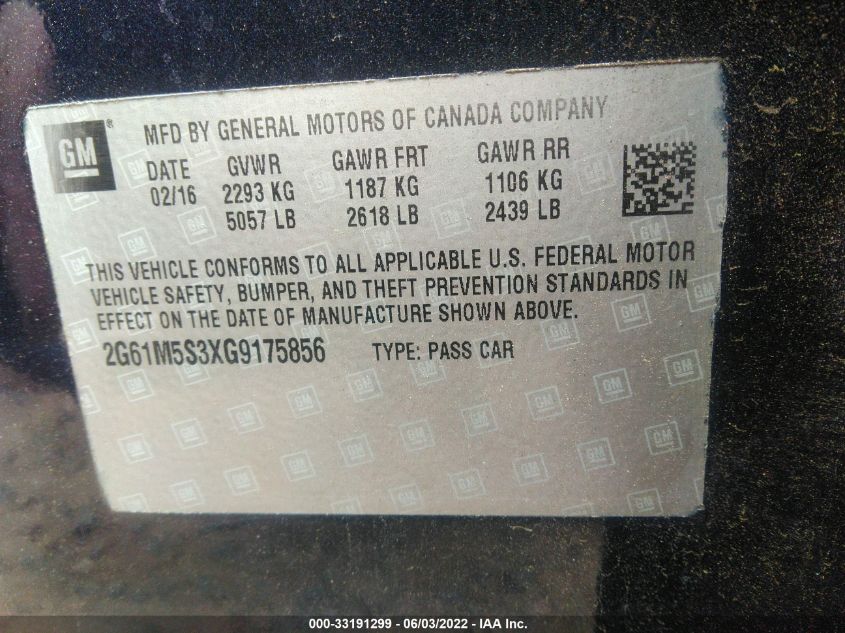 GM®
MFD BY GENERAL MOTORS OF CANADA COMPANY
DATE GVWR GAWR FRT GAWR RR
02/16 2293 KG 1187 KG 1106 KG
5057 LB 2618 LB 2439 LB
THIS VEHICLE CONFORMS TO ALL APPLICABLE U.S. FEDERAL MOTOR
VEHICLE SAFETY, BUMPER, AND THEFT PREVENTION STANDARDS IN
EFFECT ON THE DATE OF MANUFACTURE SHOWN ABOVE.
2G61M5S3XG9175856 TYPE: PASS CAR
000-33191299 - 06/03/2022 - IAA Inc.